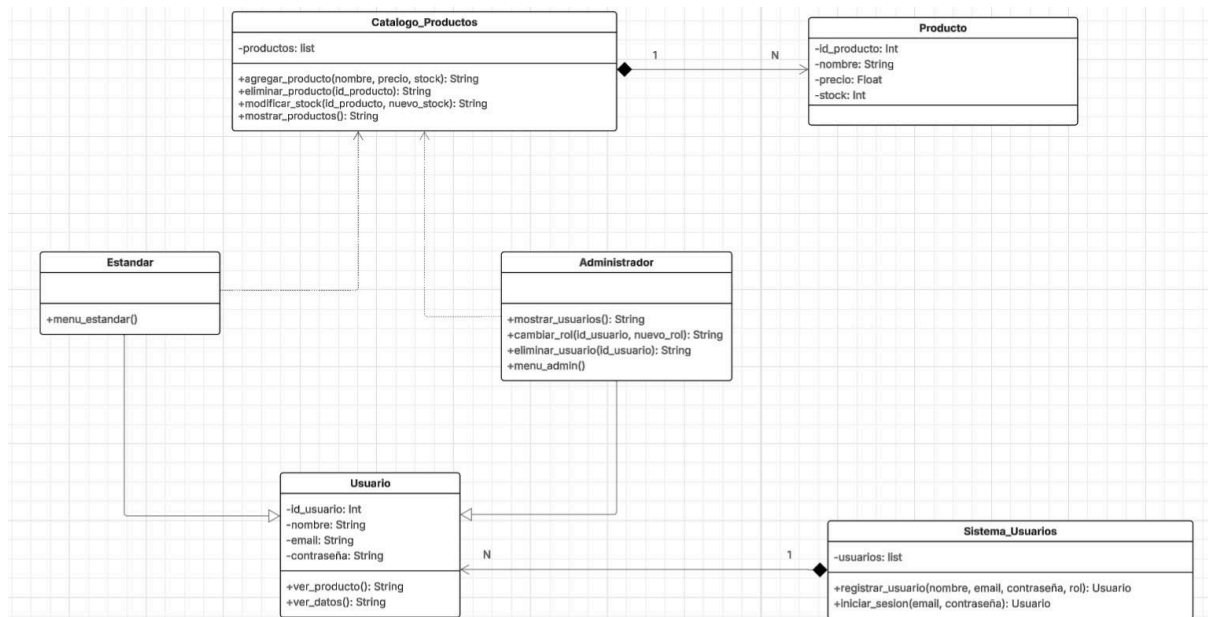 Catalogo_Productos
-productos: list
+agregar_producto(nombre, precio, stock): String
+eliminar_producto(id_producto): String
+modificar_stock(id_producto, nuevo_stock): String
+mostrar_productos(): String
1
N
Producto
-id_producto: Int
-nombre: String
-precio: Float
-stock: Int
Estandar
+menu_estandar()
Administrador
+mostrar_usuarios(): String
+cambiar_rol(id_usuario, nuevo_rol): String
+eliminar_usuario(id_usuario): String
+menu_admin()
Usuario
-id_usuario: Int
-nombre: String
-email: String
-contraseña: String
+ver_producto(): String
+ver_datos(): String
N
1
Sistema_Usuarios
-usuarios: list
+registrar_usuario(nombre, email, contraseña, rol): Usuario
+iniciar_sesion(email, contraseña): Usuario